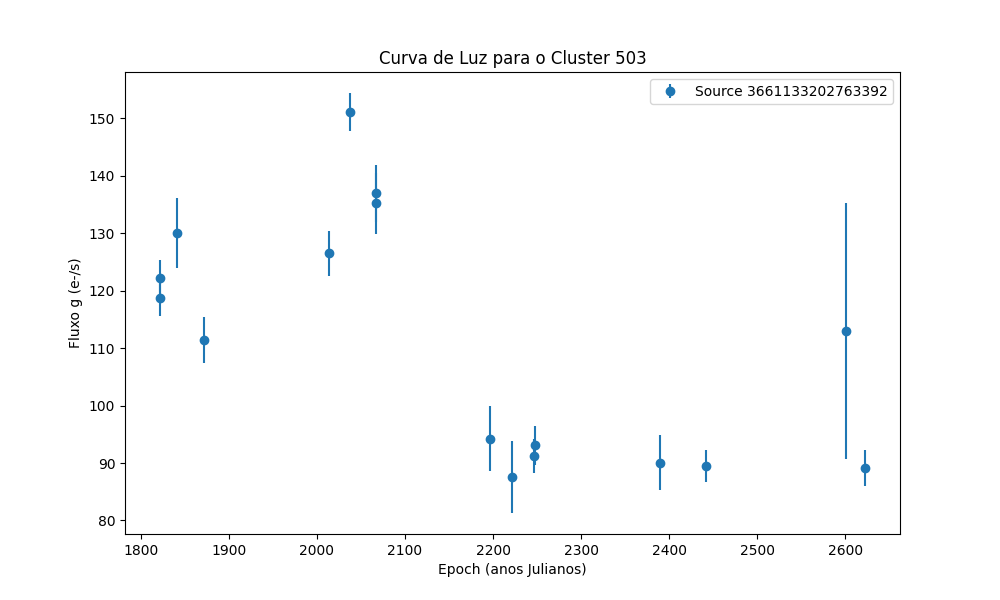 Curva de Luz para o Cluster 503
Source 3661133202763392
150
140
130
120
110
100
90
80
Fluxo g (e-/s)
1800 1900 2000 2100 2200 2300 2400 2500 2600
Epoch (anos Julianos)